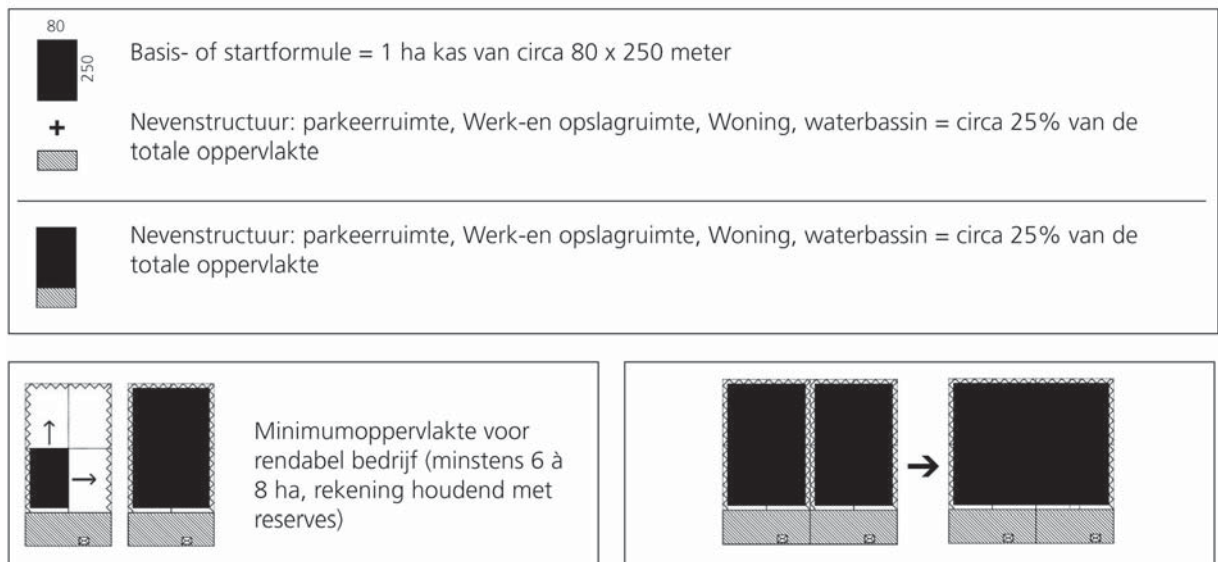 80
250
Basis- of startformule = 1 ha kas van circa 80 x 250 meter
+
Nevenstructuur: parkeerruimte, Werk-en opslagruimte, Woning, waterbassin = circa 25% van de
totale oppervlakte
Nevenstructuur: parkeerruimte, Werk-en opslagruimte, Woning, waterbassin = circa 25% van de
totale oppervlakte
Minimumoppervlakte voor
rendabel bedrijf (minstens 6 à
8 ha, rekening houdend met
reserves)